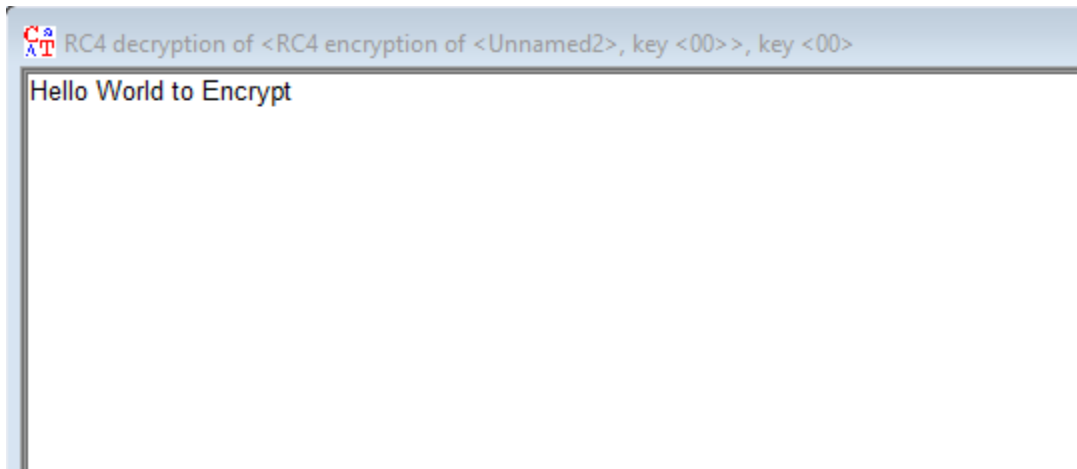 RC4 decryption of <RC4 encryption of <Unnamed2>, key <00>>, key <00>
Hello World to Encrypt